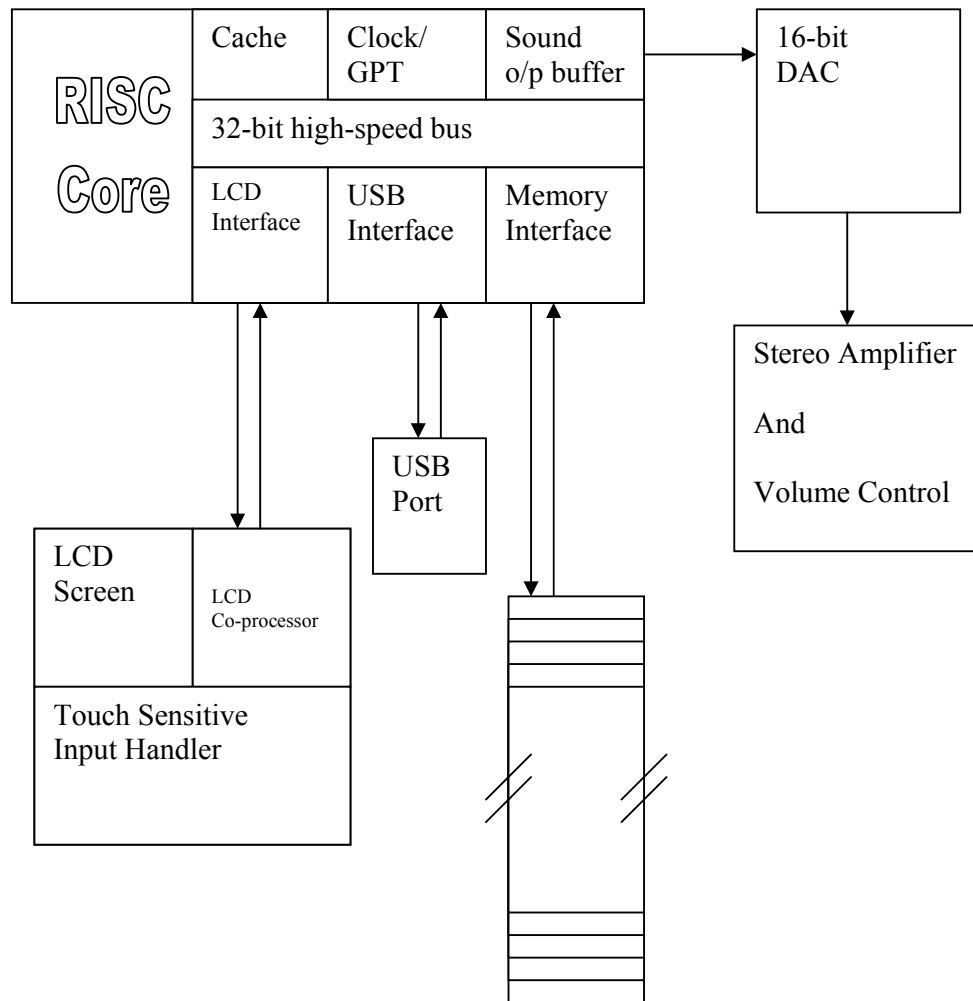 RISC
Core
Cache
Clock/
GPT
Sound
o/p buffer
32-bit high-speed bus
LCD
Interface
USB
Interface
Memory
Interface
16-bit
DAC
Stereo Amplifier
And
Volume Control
USB
Port
LCD
Screen
LCD
Co-processor
Touch Sensitive
Input Handler